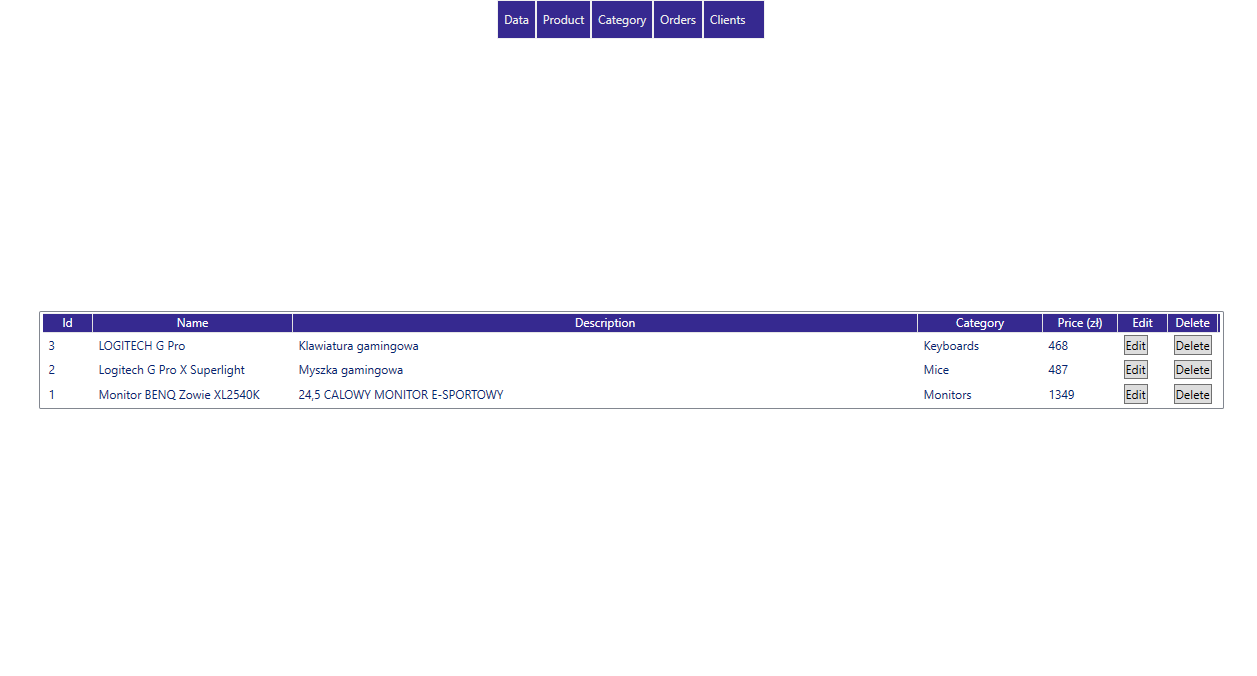 Data Product Category Orders Clients
Id Name Description Category Price (zł) Edit Delete
3 LOGITECH G Pro Klawiatura gamingowa Keyboards 468 Edit Delete
2 Logitech G Pro X Superlight Myszka gamingowa Mice 487 Edit Delete
1 Monitor BENQ Zowie XL2540K 24,5 CALOWY MONITOR E-SPORTOWY Monitors 1349 Edit Delete